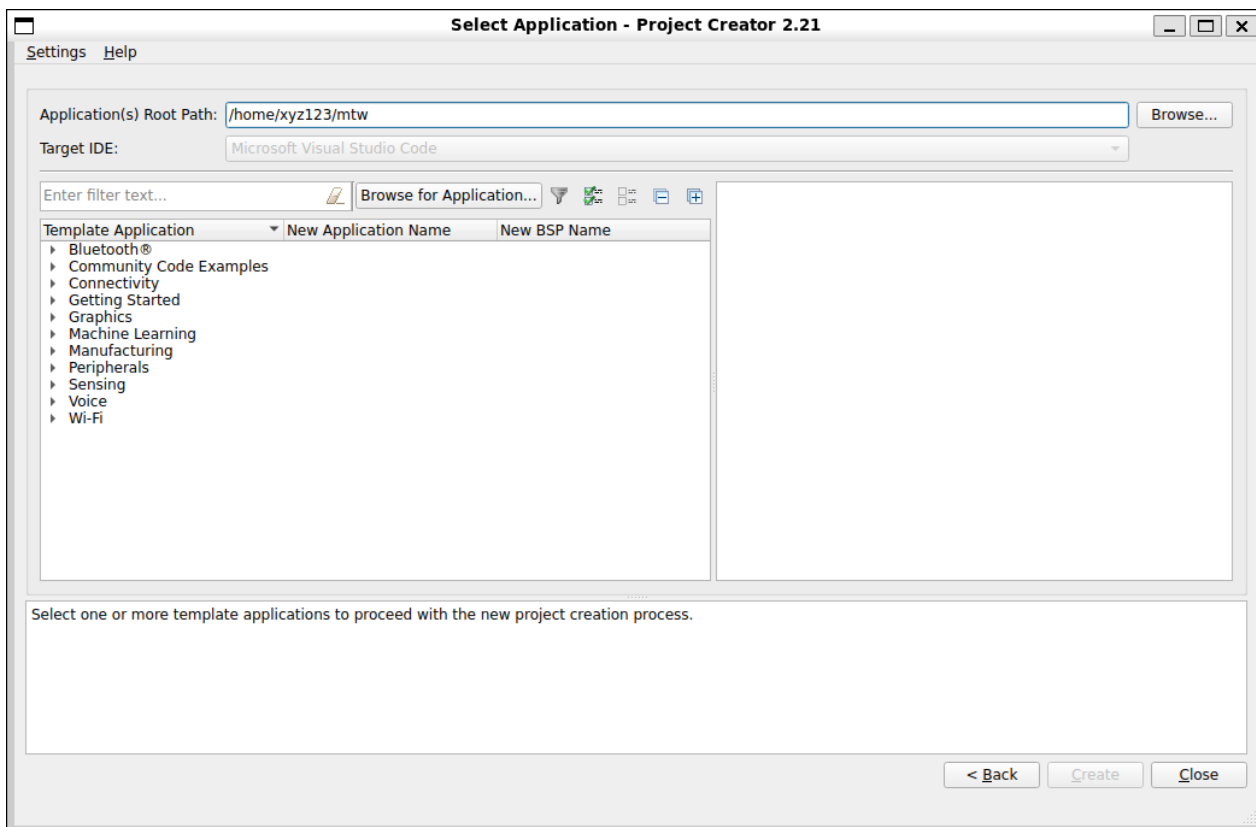 Select Application - Project Creator 2.21
Settings Help
Application(s) Root Path: /home/xyz123/mtw Browse...
Target IDE: Microsoft Visual Studio Code
Enter filter text... Browse for Application...
Template Application New Application Name New BSP Name
Bluetooth®
Community Code Examples
Connectivity
Getting Started
Graphics
Machine Learning
Manufacturing
Peripherals
Sensing
Voice
Wi-Fi
Select one or more template applications to proceed with the new project creation process.
< Back Create Close